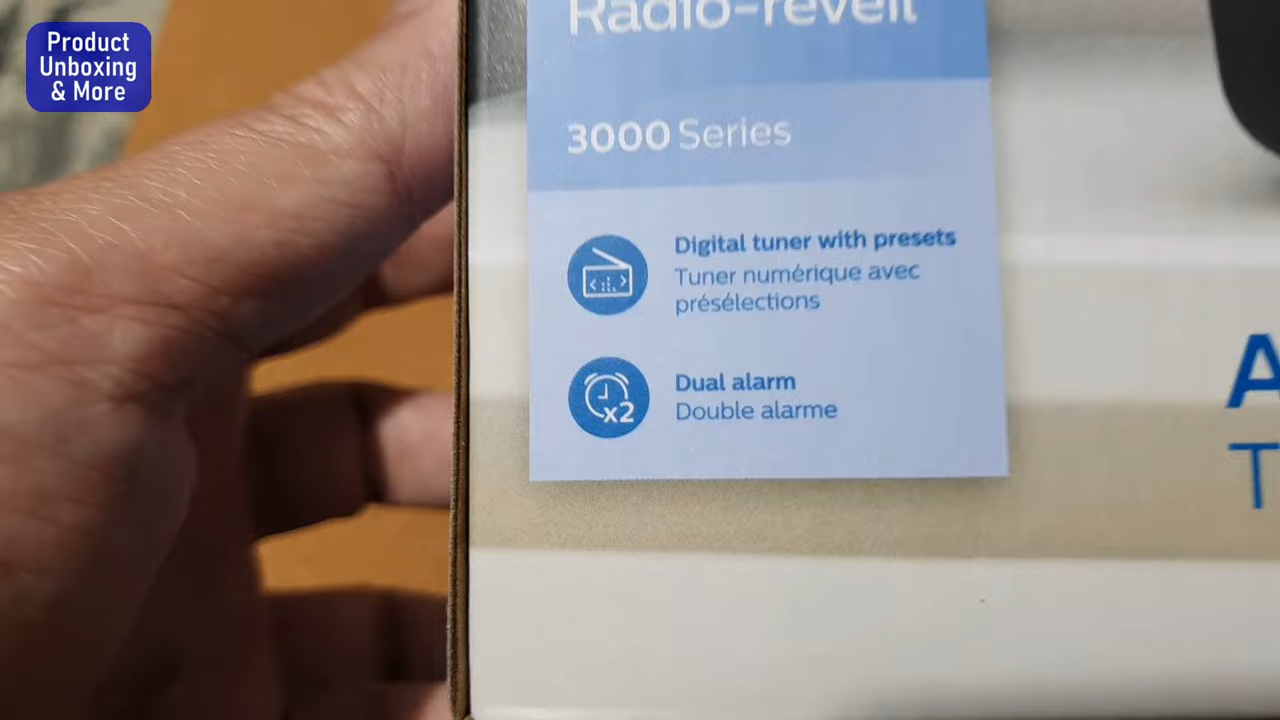 Product
Unboxing
& More
Radio-réveil
3000 Series
Digital tuner with presets
Tuner numérique avec
présélections
x2
Dual alarm
Double alarme
A
T